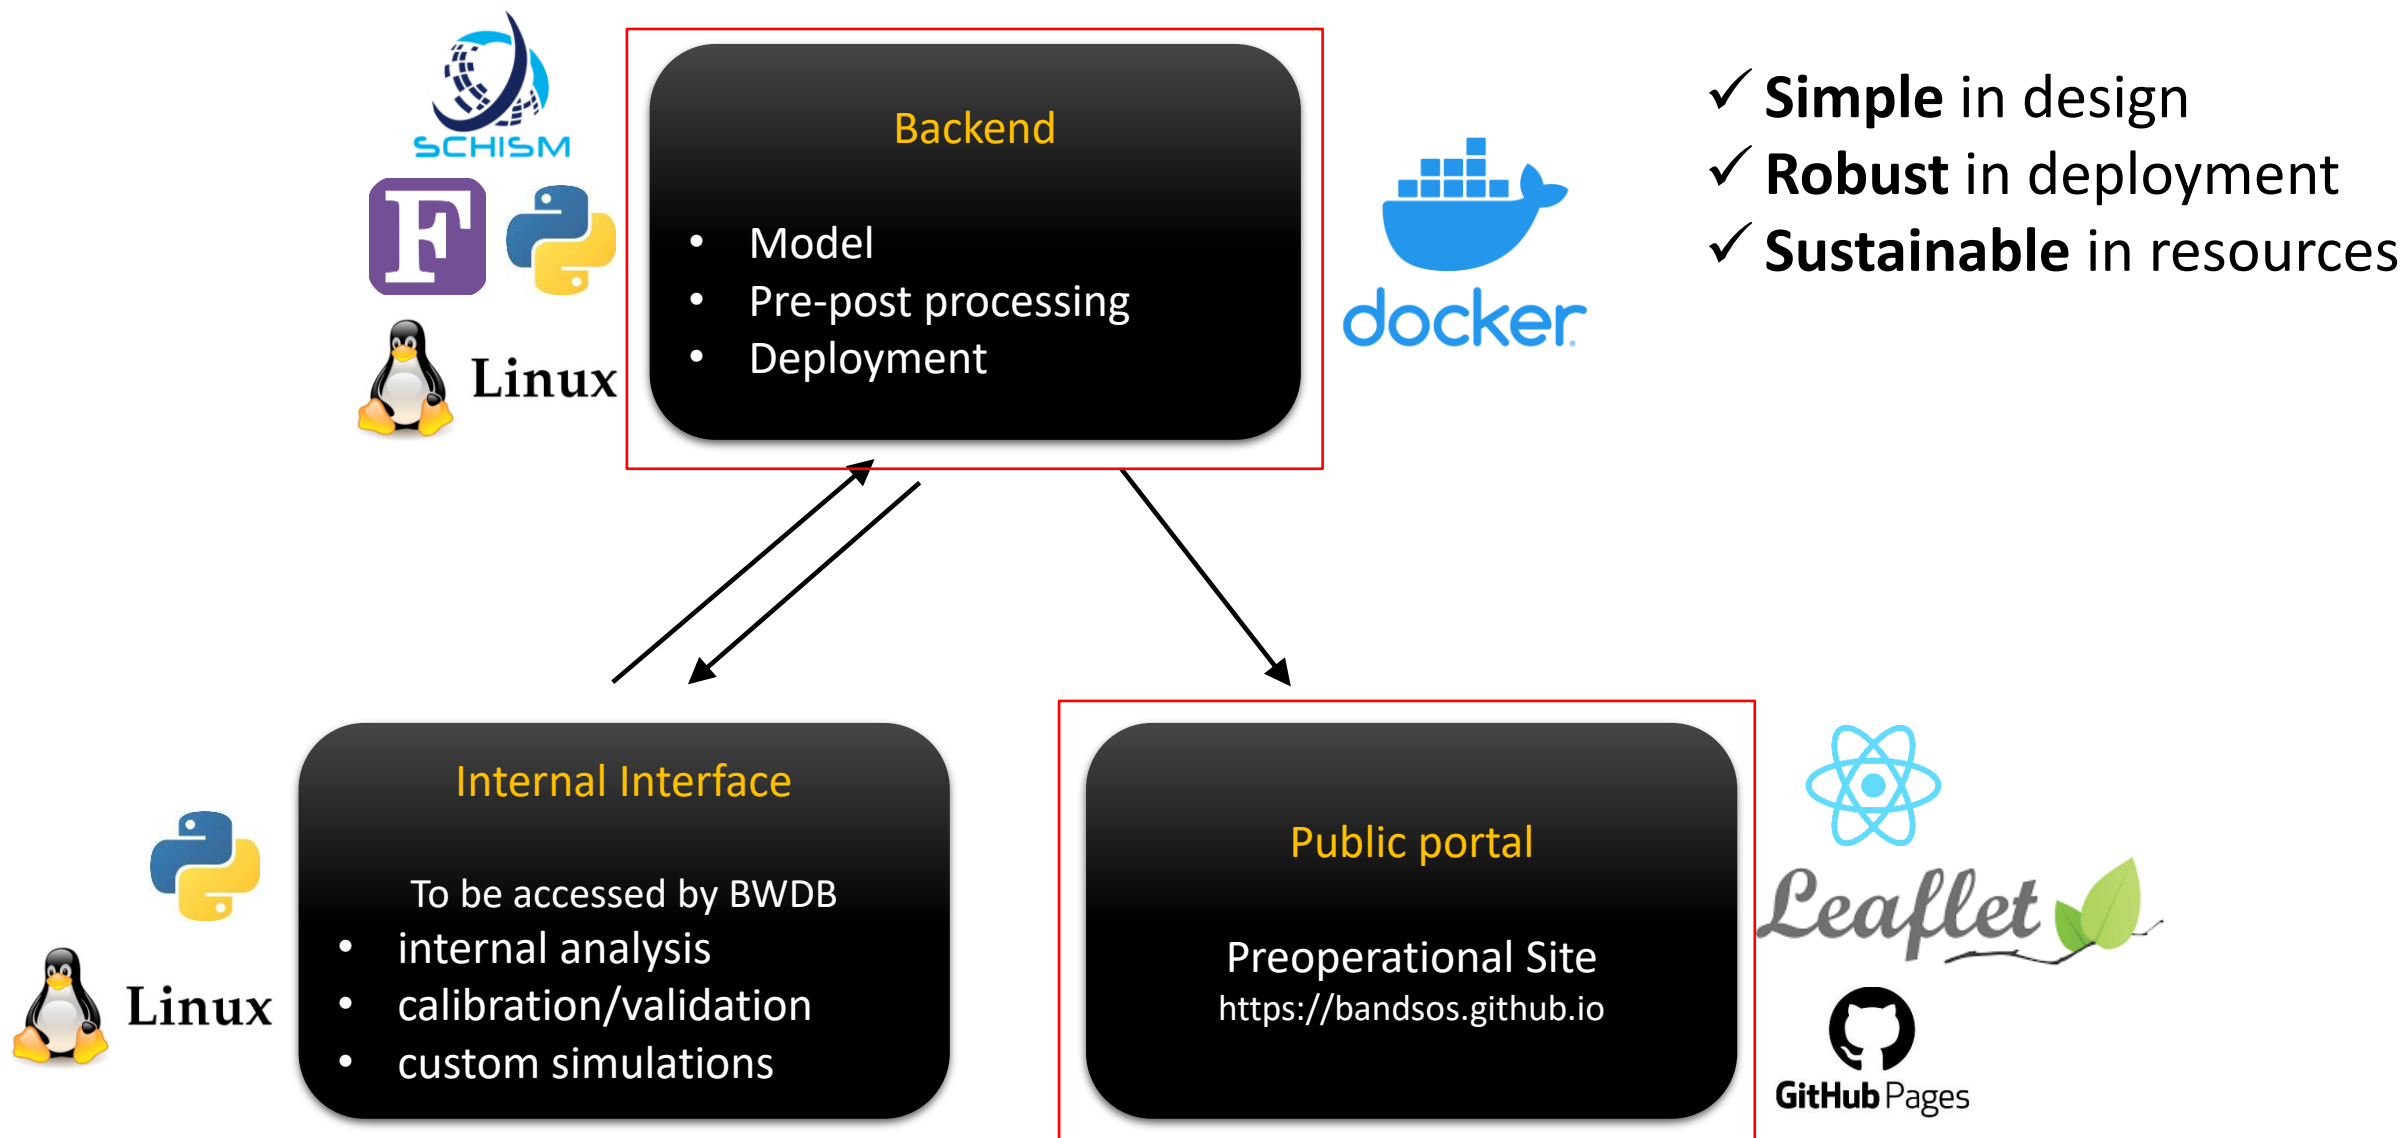 SCHISM
F
Linux
Backend
• Model
• Pre-post processing
• Deployment
docker
✓ Simple in design
✓ Robust in deployment
✓ Sustainable in resources
Linux
Internal Interface
To be accessed by BWDB
• internal analysis
• calibration/validation
• custom simulations
Public portal
Preoperational Site
https://bandsos.github.io
Leaflet
GitHub Pages